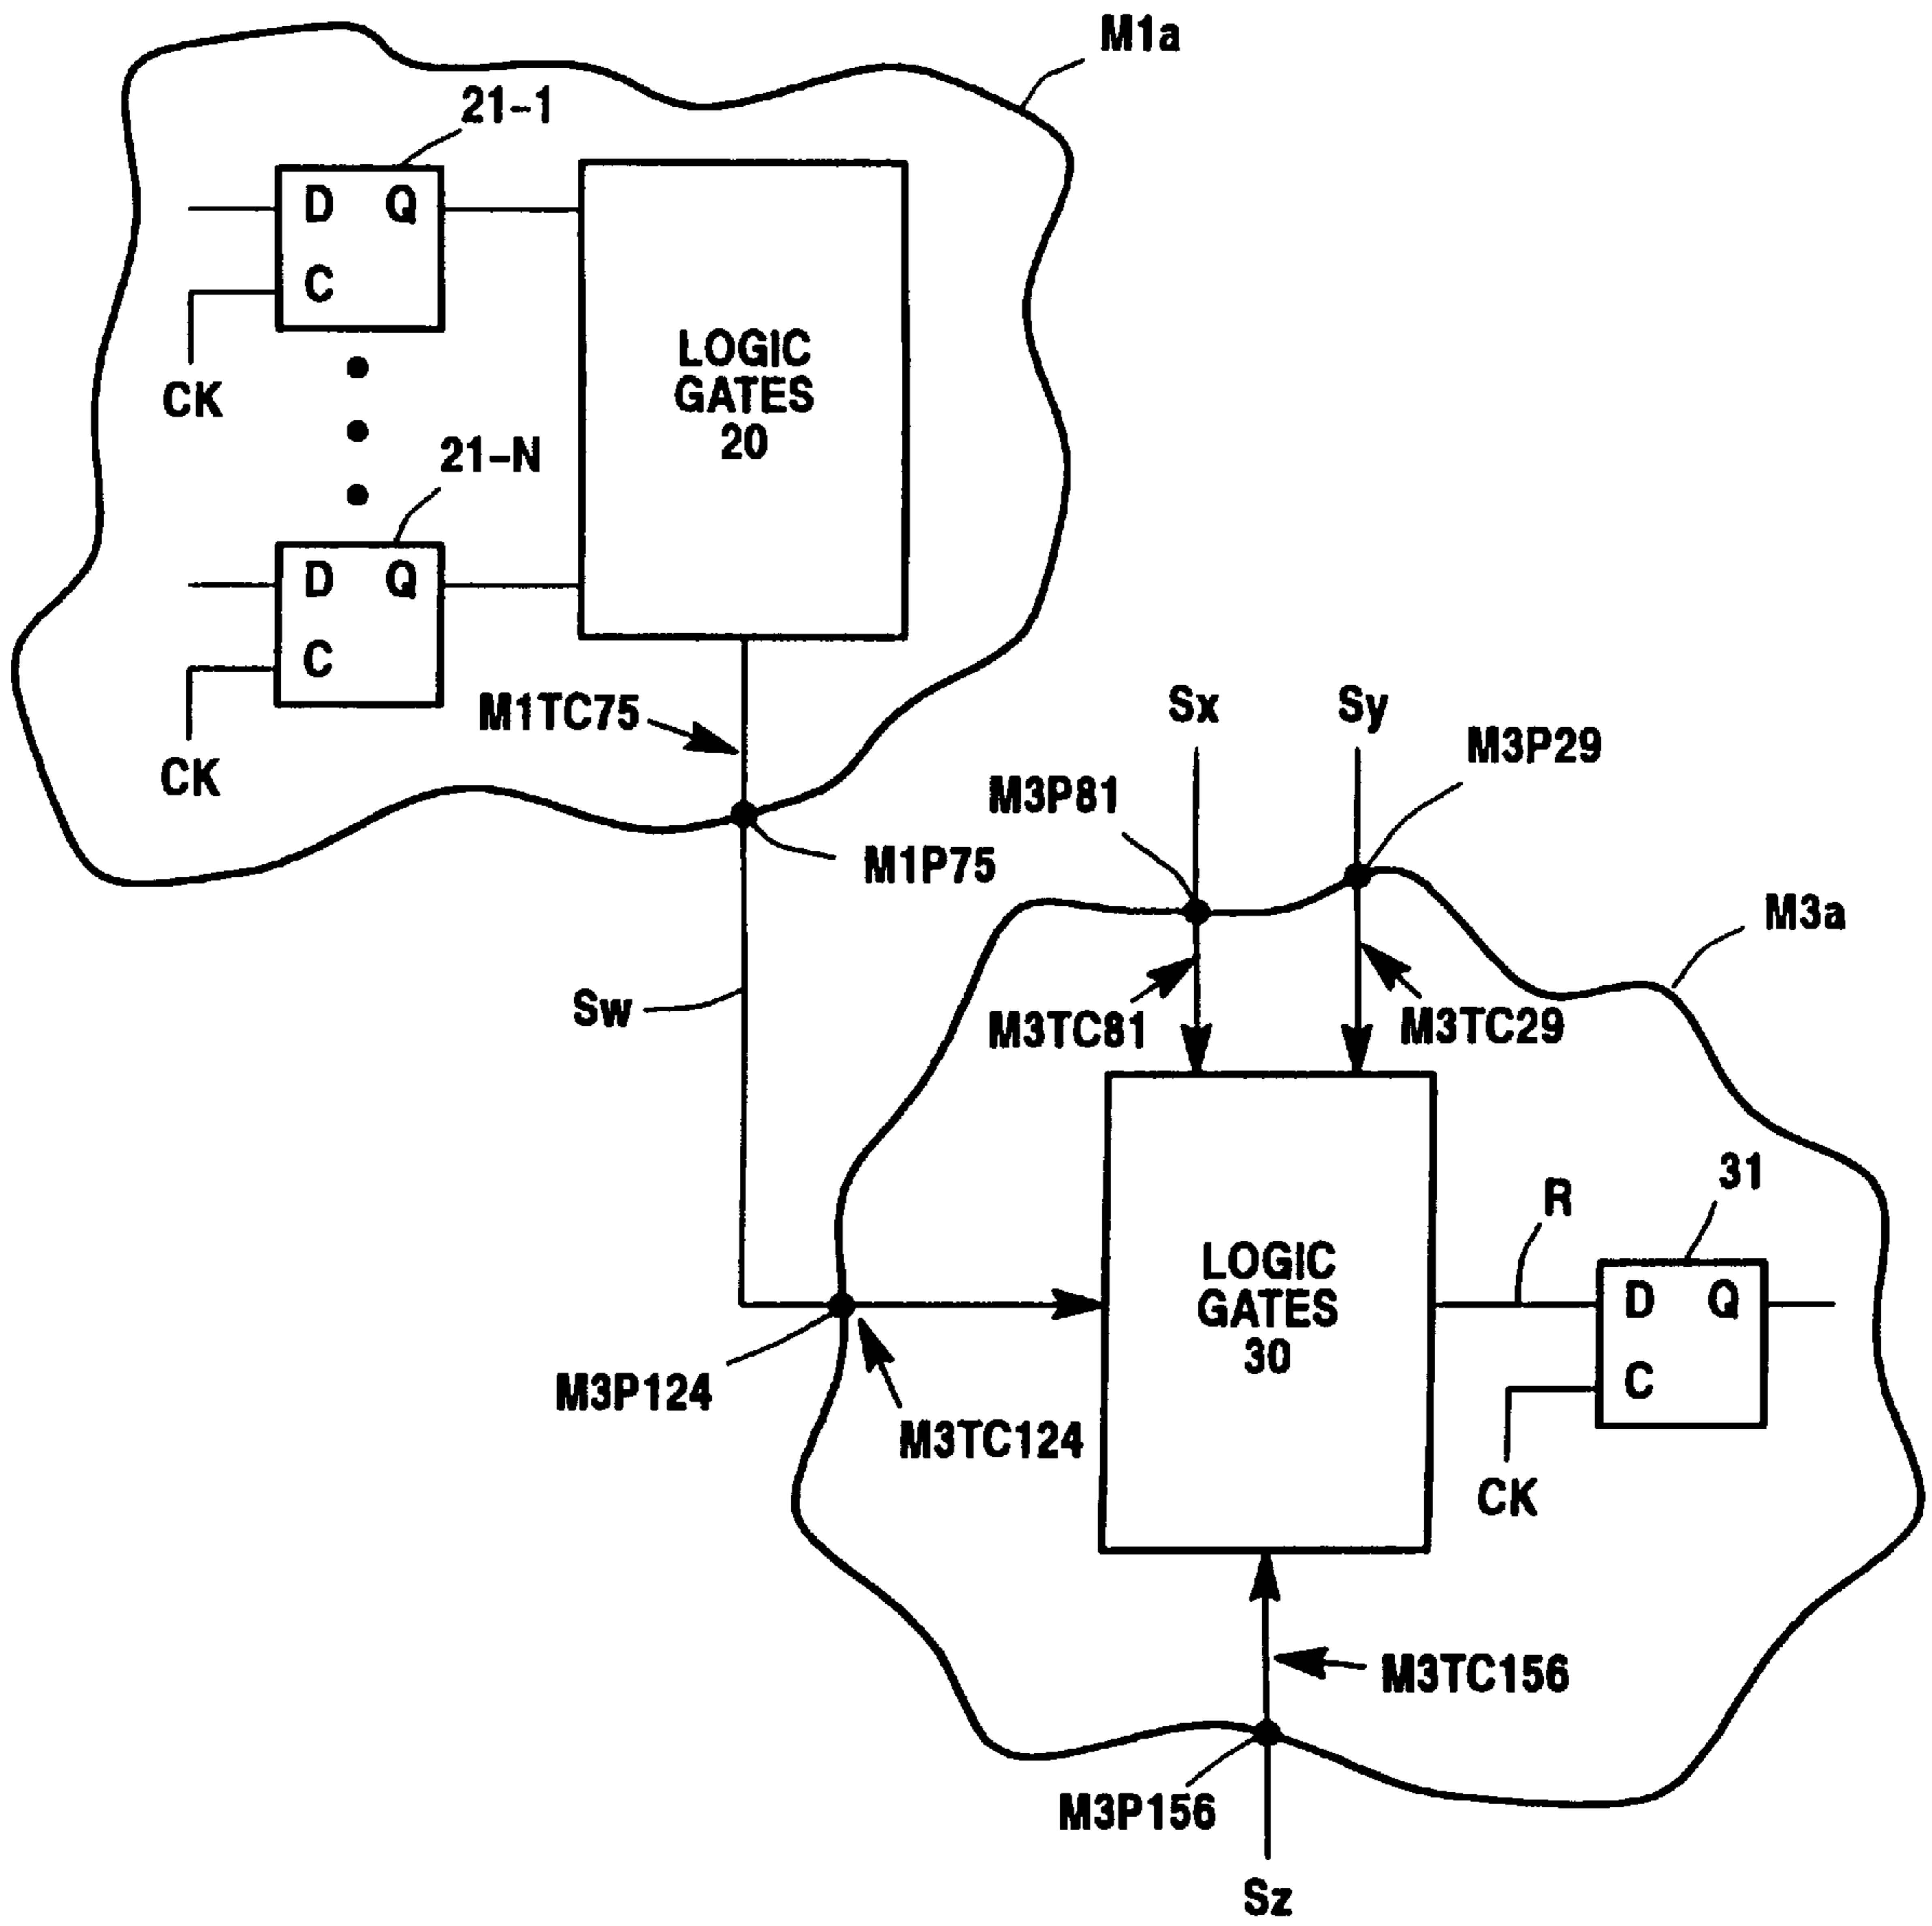 M1a
21-1
D Q
C
CK
LOGIC
GATES
20
21-N
D Q
C
CK
M1TC75
M1P75
Sx
Sy
M3P29
M3P81
M3a
Sw
M3TC81
M3TC29
31
R
LOGIC
GATES
30
D Q
C
CK
M3P124
M3TC124
M3TC156
M3P156
Sz